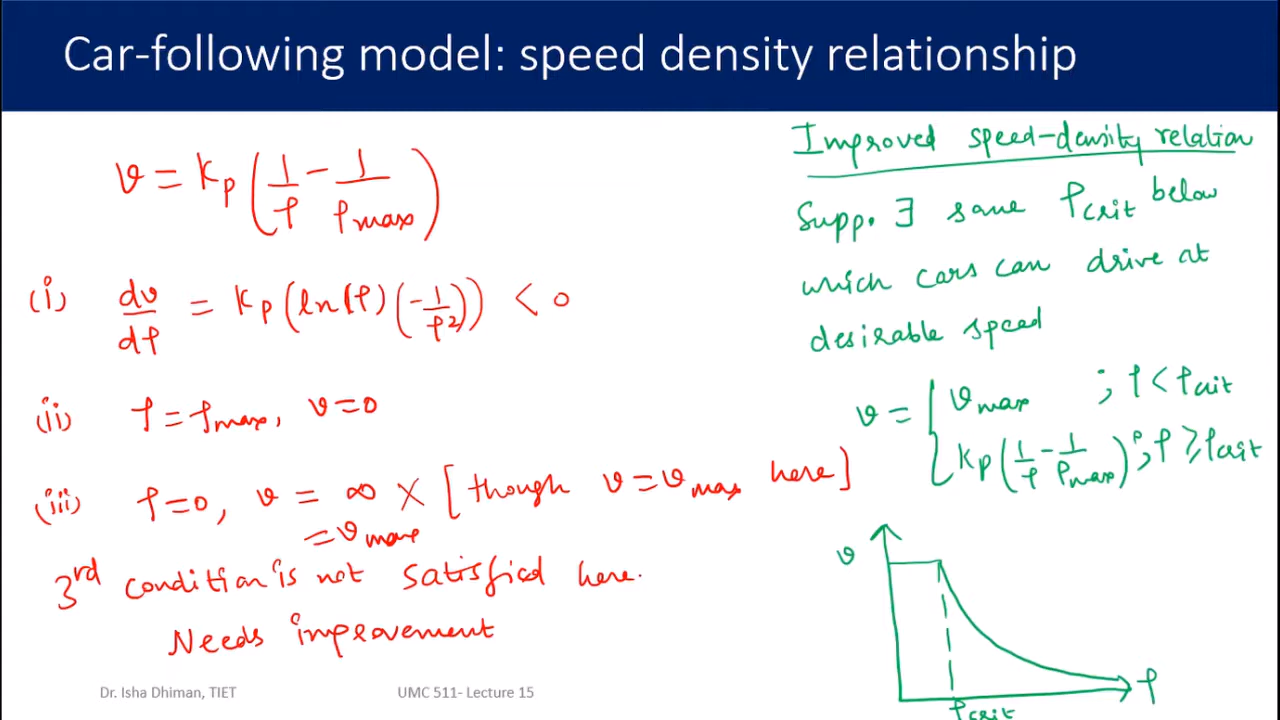 Car-following model: speed density relationship
v = Kp (1/ρ − 1/ρmax)
(i) dv/dρ = Kp (ln(ρ) (−1/ρ²)) < 0
(ii) ρ = ρmax, v = 0
(iii) ρ = 0, v = ∞ × [though v = vmax here]
= vmax
3rd condition is not satisfied here.
Needs improvement
Improved speed-density relation
Supp. ∃ some ρcrit below
which cars can drive at
desirable speed
v = { vmax ; ρ < ρcrit
Kp (1/ρ − 1/ρmax) ; ρ ≥ ρcrit
v
ρ
ρcrit
Dr. Isha Dhiman, TIET
UMC 511- Lecture 15